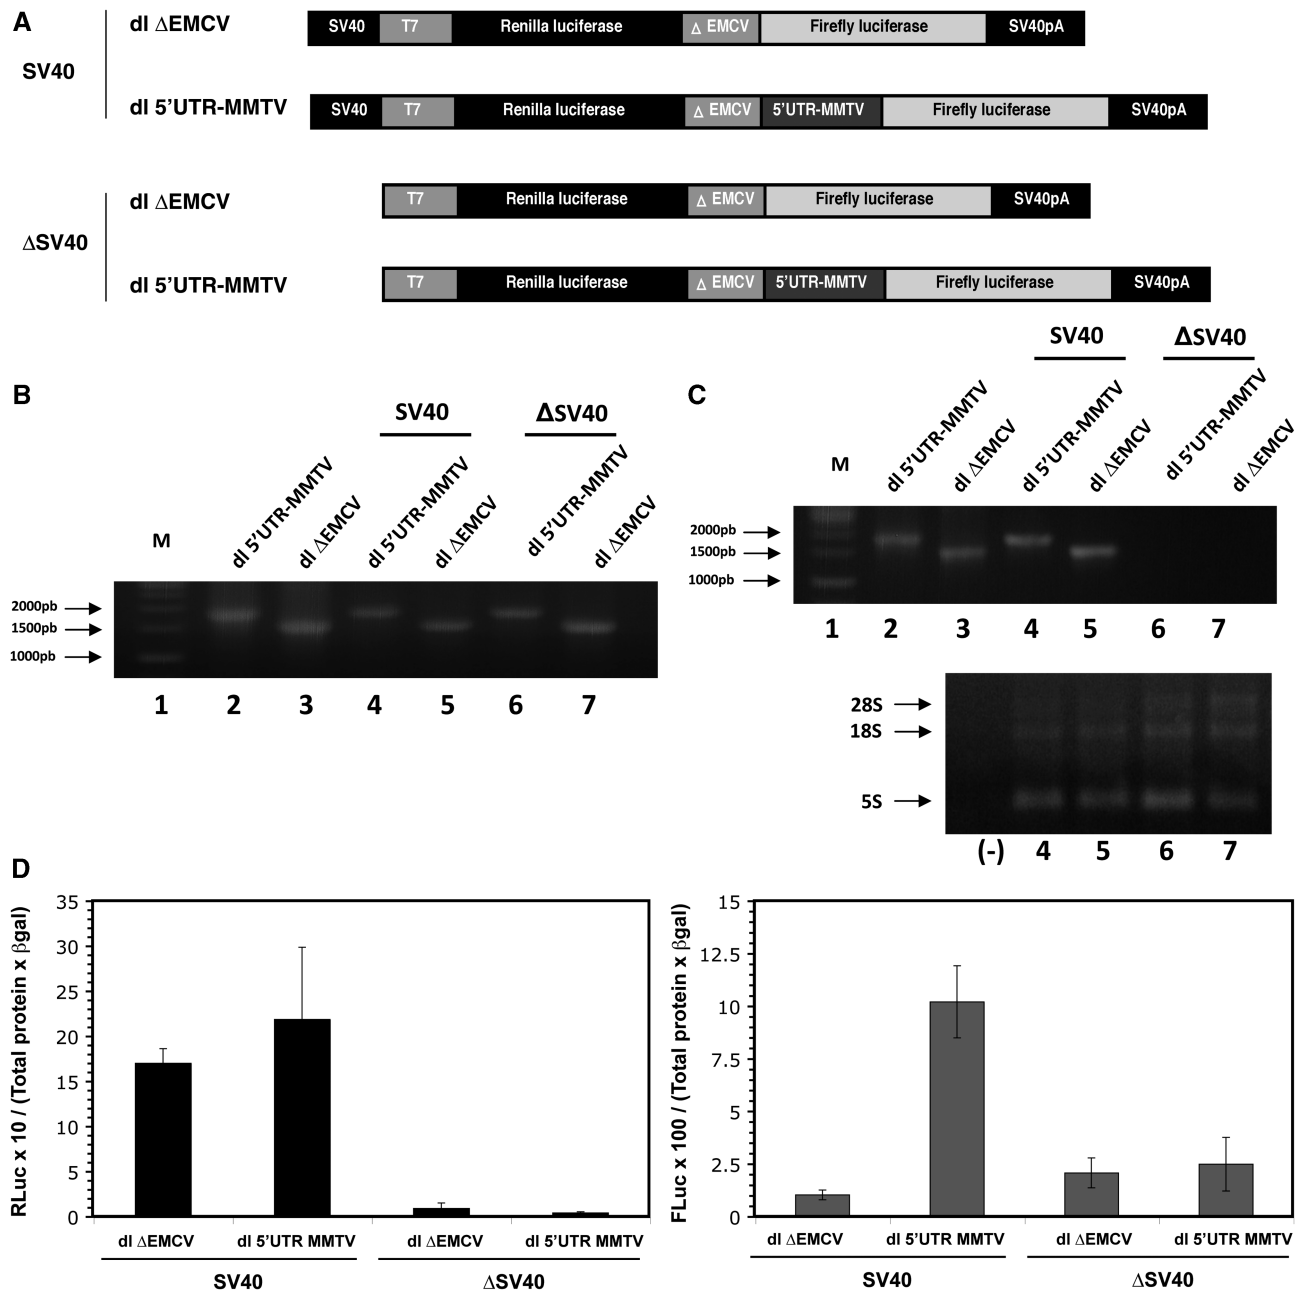 A
SV40
dl ΔEMCV
SV40 T7 Renilla luciferase Δ EMCV Firefly luciferase SV40pA
dl 5’UTR-MMTV
SV40 T7 Renilla luciferase Δ EMCV 5’UTR-MMTV Firefly luciferase SV40pA
ΔSV40
dl ΔEMCV
T7 Renilla luciferase Δ EMCV Firefly luciferase SV40pA
dl 5’UTR-MMTV
T7 Renilla luciferase Δ EMCV 5’UTR-MMTV Firefly luciferase SV40pA
B
SV40 ΔSV40
M dl 5’UTR-MMTV dl ΔEMCV dl 5’UTR-MMTV dl ΔEMCV dl 5’UTR-MMTV dl ΔEMCV
2000pb
1500pb
1000pb
1 2 3 4 5 6 7
C
SV40 ΔSV40
M dl 5’UTR-MMTV dl ΔEMCV dl 5’UTR-MMTV dl ΔEMCV dl 5’UTR-MMTV dl ΔEMCV
2000pb
1500pb
1000pb
1 2 3 4 5 6 7
28S
18S
5S
(-) 4 5 6 7
D
RLuc x 10 / (Total protein x βgal)
35
30
25
20
15
10
5
0
dl ΔEMCV dl 5’UTR MMTV dl ΔEMCV dl 5’UTR MMTV
SV40 ΔSV40
FLuc x 100 / (Total protein x βgal)
15
12.5
10
7.5
5
2.5
0
dl ΔEMCV dl 5’UTR MMTV dl ΔEMCV dl 5’UTR MMTV
SV40 ΔSV40